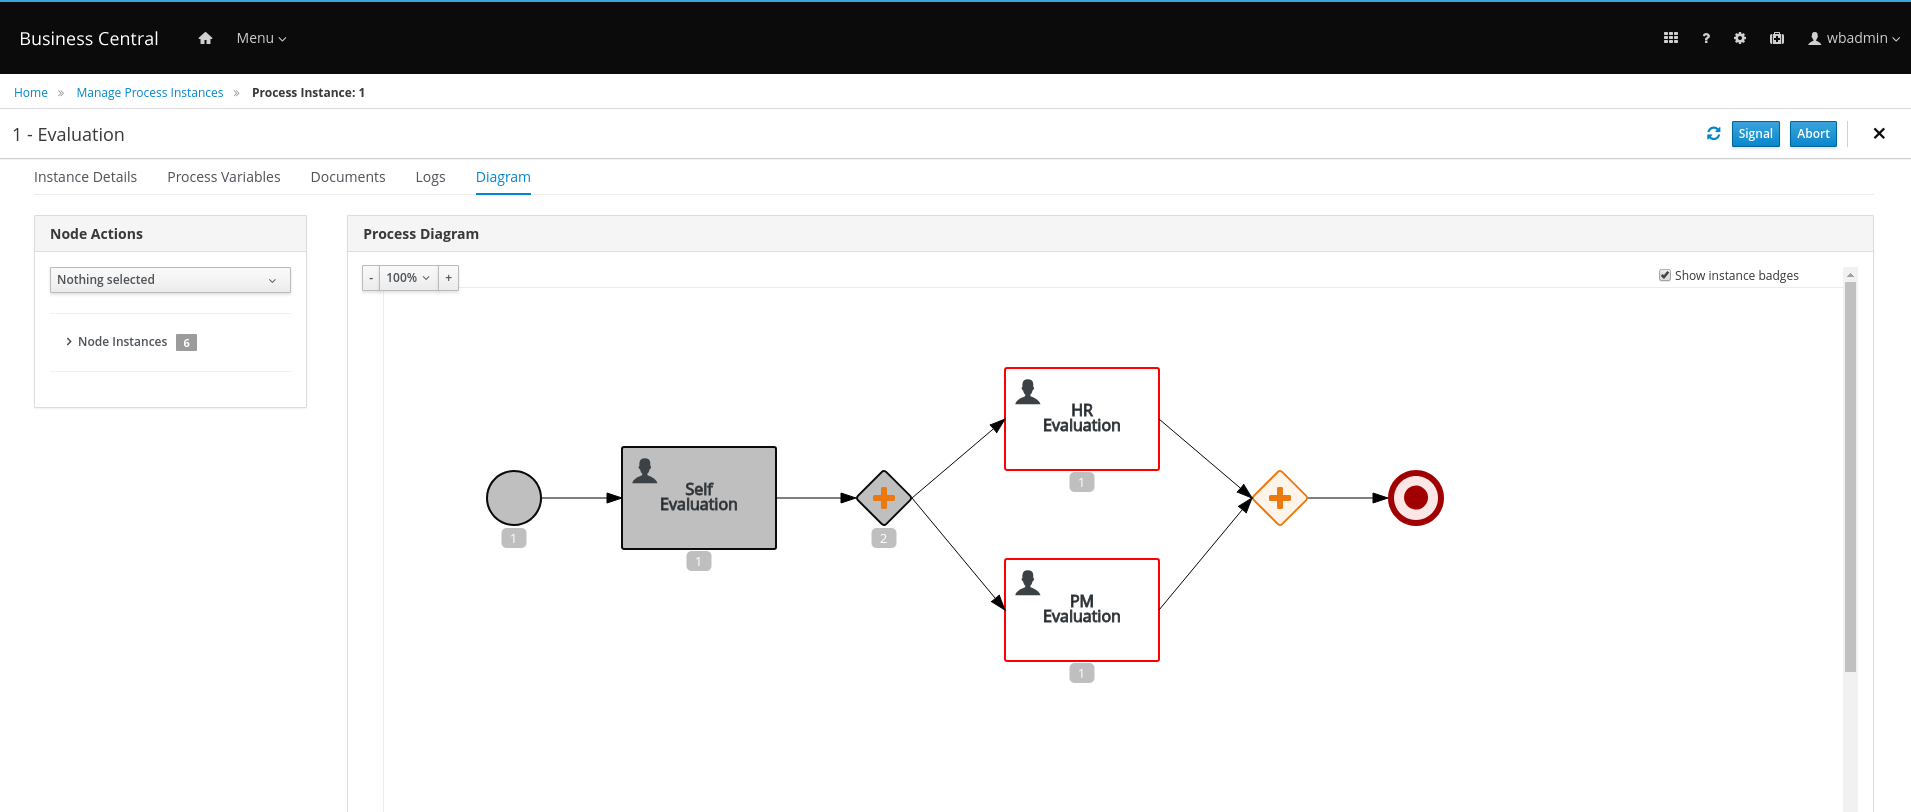 Business Central
Menu
?
wbadmin
Home » Manage Process Instances » Process Instance: 1
1 - Evaluation
Signal
Abort
Instance Details
Process Variables
Documents
Logs
Diagram
Node Actions
Nothing selected
Node Instances 6
Process Diagram
- 100% +
Show instance badges
HR
Evaluation
1
Self
Evaluation
1
1
2
PM
Evaluation
1